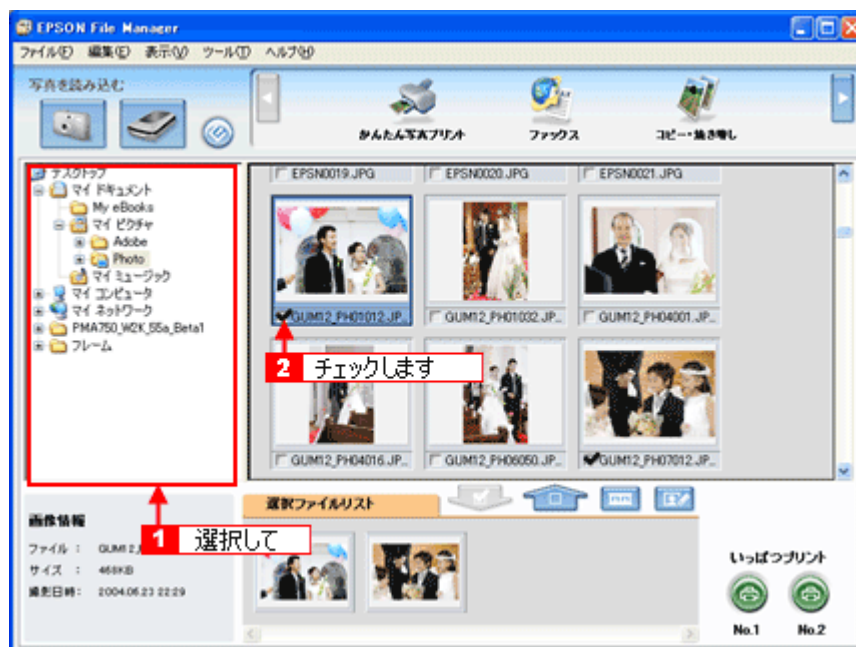 EPSON File Manager
ファイル(F) 編集(E) 表示(V) ツール(T) ヘルプ(H)
写真を読み込む
かんたん写真プリント ファックス コピー・焼き増し
デスクトップ
マイ ドキュメント
My eBooks
マイ ピクチャ
Adobe
Photo
マイ ミュージック
マイ コンピュータ
マイ ネットワーク
PMA750_W2K_S5a_Beta1
フレーム
EPSN0019.JPG EPSN0020.JPG EPSN0021.JPG
GUM12_PH01012.JP... GUM12_PH01032.JP... GUM12_PH04001.JP...
2 チェックします
GUM12_PH04016.JP... GUM12_PH06050.JP... GUM12_PH07012.JP...
選択ファイルリスト
画像情報
1 選択して
ファイル : GUM12
サイズ : 468KB
撮影日時: 2004.06.23 22:29
いっぱつプリント
No.1 No.2